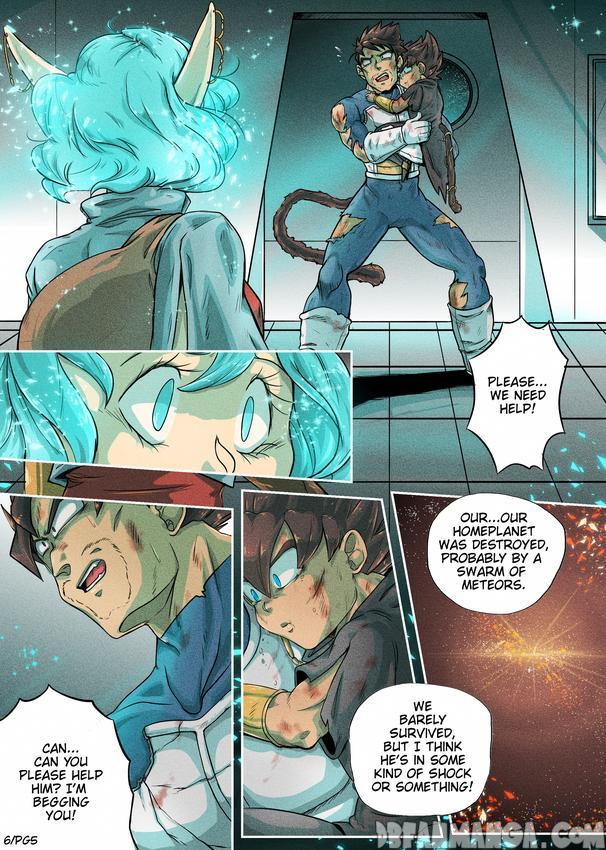 PLEASE...
WE NEED
HELP!
OUR...OUR
HOMEPLANET
WAS DESTROYED,
PROBABLY BY A
SWARM OF
METEORS.
WE
BARELY
SURVIVED,
BUT I THINK
HE'S IN SOME
KIND OF SHOCK
OR SOMETHING!
CAN...
CAN YOU
PLEASE HELP
HIM? I'M
BEGGING
YOU!
6/PG5
DBFANMANGA.COM